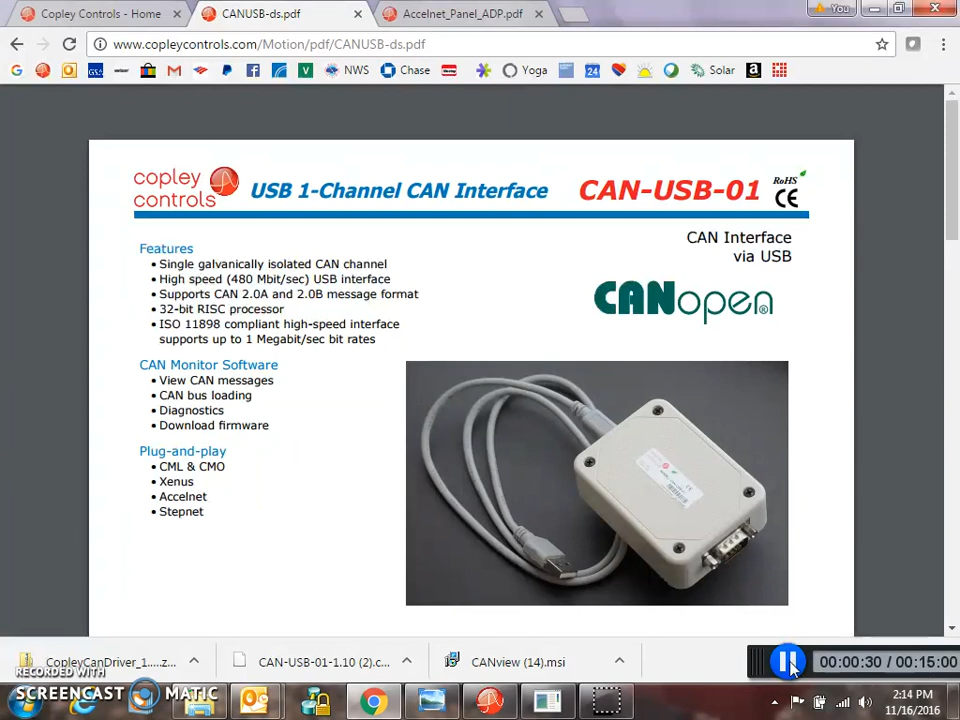 Copley Controls - Home
CANUSB-ds.pdf
Accelnet_Panel_ADP.pdf
You
www.copleycontrols.com/Motion/pdf/CANUSB-ds.pdf
NWS
Chase
Yoga
24
Solar
copley
controls
USB 1-Channel CAN Interface
CAN-USB-01
RoHS
CE
CAN Interface
via USB
CANopen®
Features
• Single galvanically isolated CAN channel
• High speed (480 Mbit/sec) USB interface
• Supports CAN 2.0A and 2.0B message format
• 32-bit RISC processor
• ISO 11898 compliant high-speed interface
supports up to 1 Megabit/sec bit rates
CAN Monitor Software
• View CAN messages
• CAN bus loading
• Diagnostics
• Download firmware
Plug-and-play
• CML & CMO
• Xenus
• Accelnet
• Stepnet
CopleyCanDriver_1.....z...
CAN-USB-01-1.10 (2).c...
CANview (14).msi
00:00:30 / 00:15:00
RECORDED WITH
SCREENCAST MATIC
2:14 PM
11/16/2016